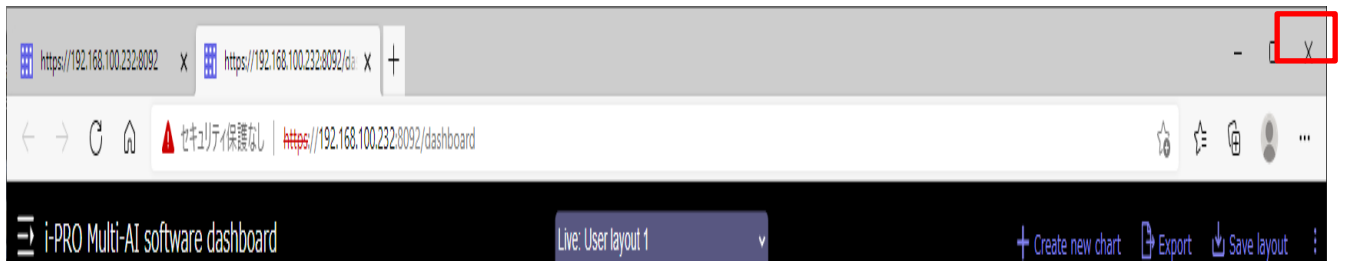 https://192.168.100.232:8092
https://192.168.100.232:8092/da
セキュリティ保護なし
https://192.168.100.232:8092/dashboard
i-PRO Multi-AI software dashboard
Live: User layout 1
Create new chart
Export
Save layout